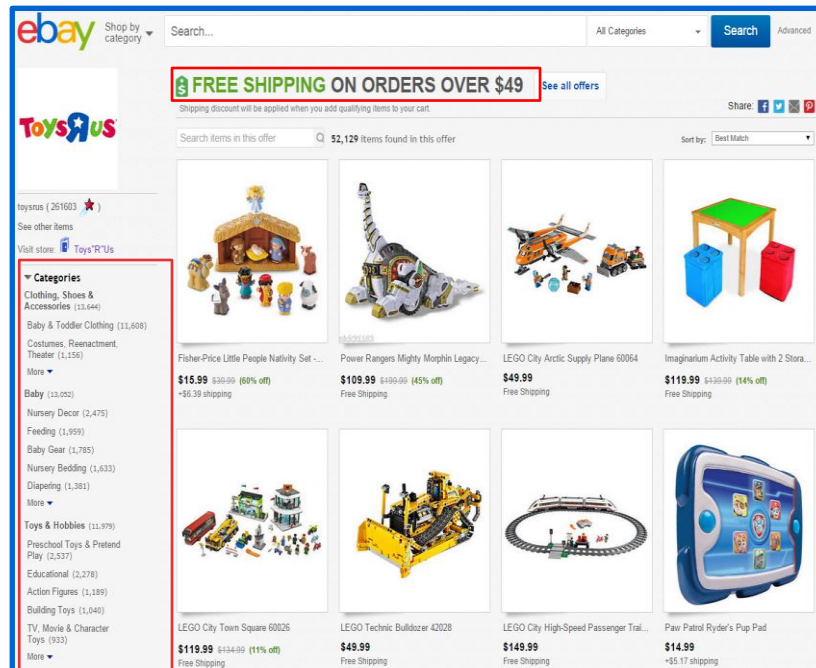 ebay
Shop by category
Search...
All Categories
Search
Advanced
FREE SHIPPING ON ORDERS OVER $49
See all offers
Shipping discount will be applied when you add qualifying items to your cart.
Share:
ToysRUs
Search items in this offer
52,129 items found in this offer
Sort by:
Best Match
toysrus (261603)
See other items
Visit store: Toys"R"Us
Categories
Clothing, Shoes &
Accessories (13,644)
Baby & Toddler Clothing (11,608)
Costumes, Reenactment,
Theater (1,156)
More
Baby (13,052)
Nursery Decor (2,475)
Feeding (1,959)
Baby Gear (1,785)
Nursery Bedding (1,633)
Diapering (1,381)
More
Toys & Hobbies (11,979)
Preschool Toys & Pretend
Play (2,537)
Educational (2,278)
Action Figures (1,189)
Building Toys (1,040)
TV, Movie & Character
Toys (933)
More
Fisher-Price Little People Nativity Set -...
$15.99 $39.99 (60% off)
+$6.39 shipping
Power Rangers Mighty Morphin Legacy...
$109.99 $199.99 (45% off)
Free Shipping
LEGO City Arctic Supply Plane 60064
$49.99
Free Shipping
Imaginarium Activity Table with 2 Stora...
$119.99 $139.99 (14% off)
Free Shipping
LEGO City Town Square 60026
$119.99 $134.99 (11% off)
Free Shipping
LEGO Technic Bulldozer 42028
$49.99
Free Shipping
LEGO City High-Speed Passenger Trai...
$149.99
Free Shipping
Paw Patrol Ryder's Pup Pad
$14.99
+$5.17 shipping